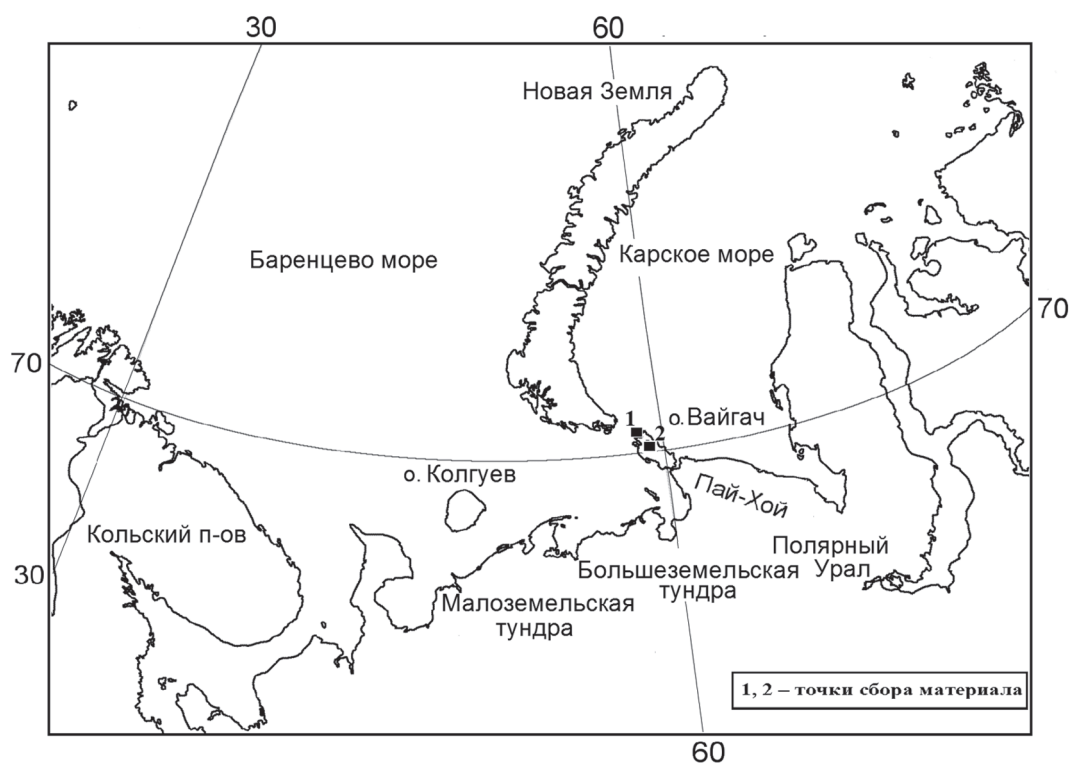 30
60
Новая Земля
Баренцево море
Карское море
70
70
1
о.Вайгач
2
о. Колгуев
Пай-Хой
Кольский п-ов
Полярный
Урал
30
Большеземельская
тундра
Малоземельская
тундра
1, 2 – точки сбора материала
60